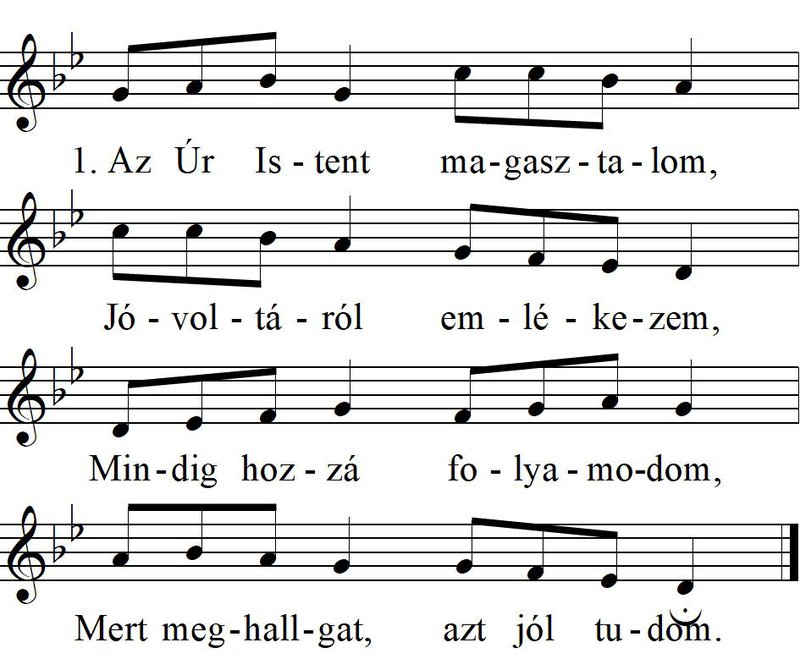 1. Az Úr Is - tent ma - gasz - ta - lom,
Jó - vol - tá - ról em - lé - ke - zem,
Min - dig hoz - zá fo - lya - mo - dom,
Mert meg - hall - gat, azt jól tu - dom.